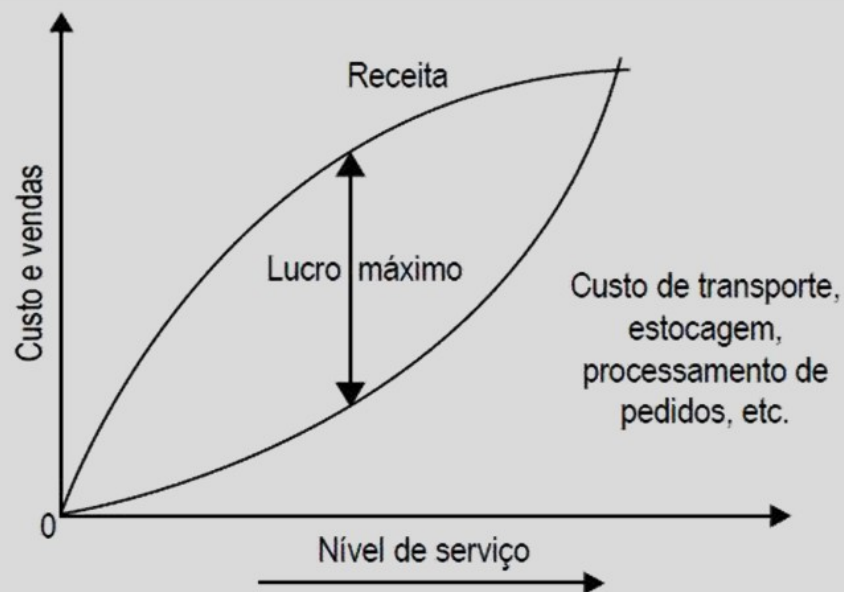 Receita
Custo e vendas
Lucro máximo
Custo de transporte,
estocagem,
processamento de
pedidos, etc.
0
Nível de serviço